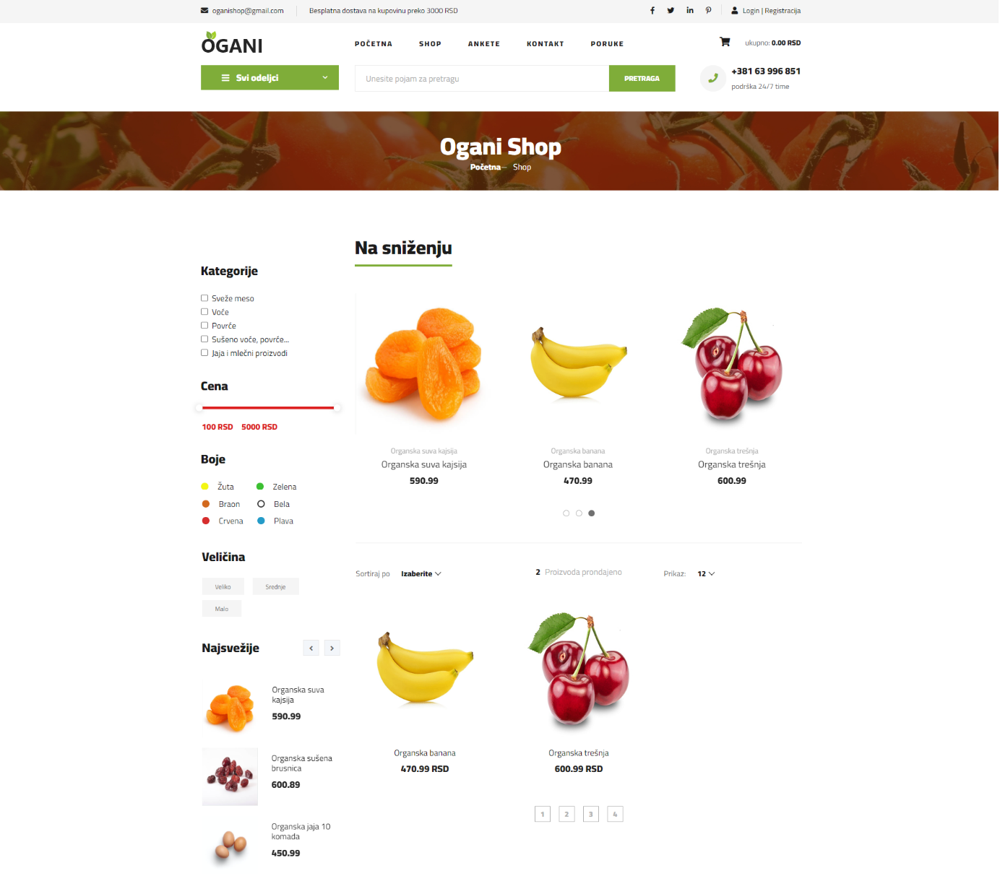 oganishop@gmail.com
Besplatna dostava na kupovinu preko 3000 RSD
Login | Registracija
OGANI
POČETNA
SHOP
ANKETE
KONTAKT
PORUKE
ukupno: 0.00 RSD
Svi odeljci
Unesite pojam za pretragu
PRETRAGA
+381 63 996 851
podrška 24/7 time
Ogani Shop
Početna— Shop
Na sniženju
Kategorije
Sveže meso
Voće
Povrće
Sušeno voće, povrće...
Jaja i mlečni proizvodi
Cena
100 RSD 5000 RSD
Boje
Žuta
Zelena
Braon
Bela
Crvena
Plava
Veličina
Veliko
Srednje
Malo
Najsvežije
Organska suva
kajsija
590.99
Organska sušena
brusnica
600.89
Organska jaja 10
komada
450.99
Organska suva kajsija
Organska suva kajsija
590.99
Organska banana
Organska banana
470.99
Organska trešnja
Organska trešnja
600.99
Sortiraj po Izaberite
2 Proizvoda prondajeno
Prikaz: 12
Organska banana
470.99 RSD
Organska trešnja
600.99 RSD
1 2 3 4